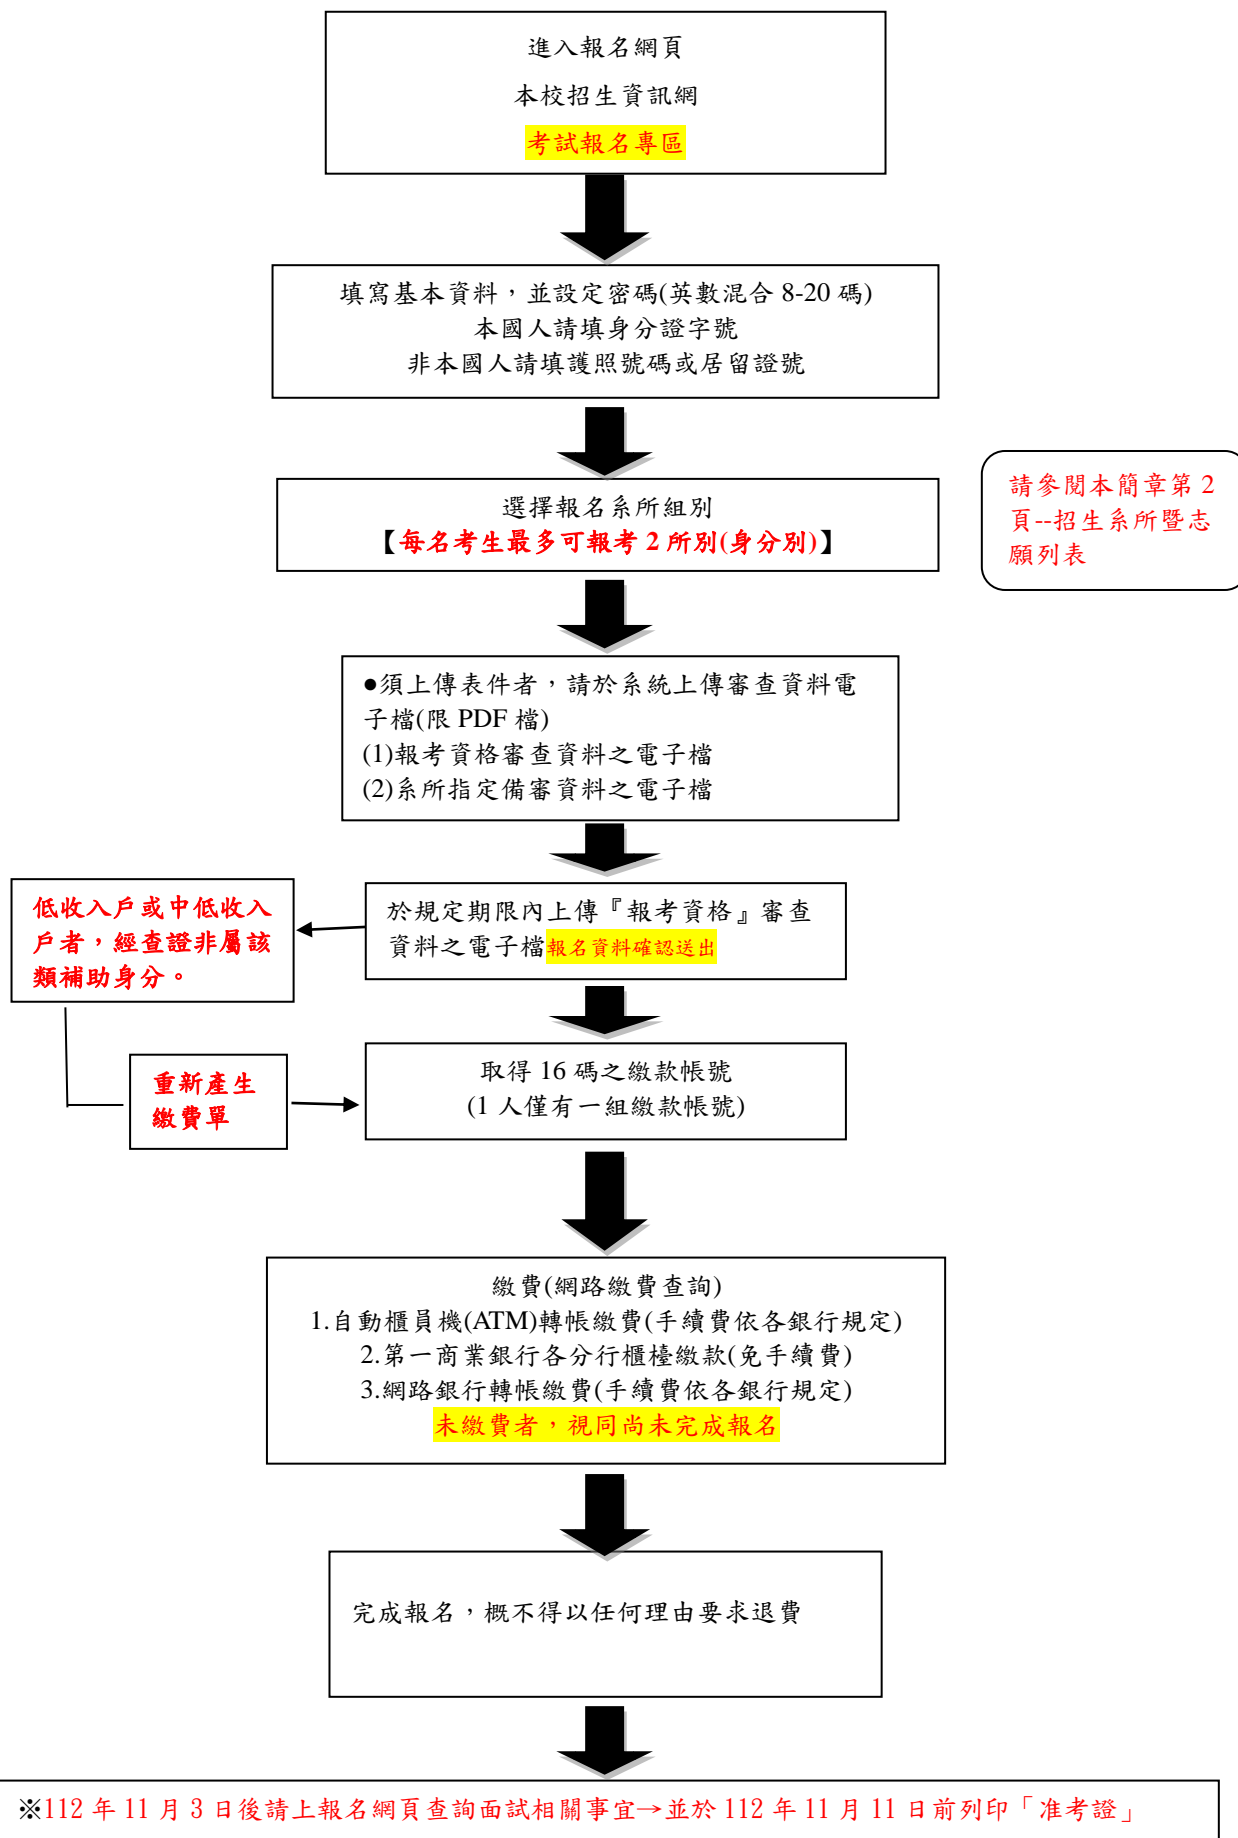 進入報名網頁
本校招生資訊網
考試報名專區
填寫基本資料，並設定密碼(英數混合 8-20 碼)
本國人請填身分證字號
非本國人請填護照號碼或居留證號
選擇報名系所組別
【每名考生最多可報考 2 所別(身分別)】
請參閱本簡章第 2
頁--招生系所暨志
願列表
●須上傳表件者，請於系統上傳審查資料電
子檔(限 PDF 檔)
(1)報考資格審查資料之電子檔
(2)系所指定備審資料之電子檔
於規定期限內上傳『報考資格』審查
資料之電子檔報名資料確認送出
低收入戶或中低收入
戶者，經查證非屬該
類補助身分。
重新產生
繳費單
取得 16 碼之繳款帳號
(1 人僅有一組繳款帳號)
繳費(網路繳費查詢)
1.自動櫃員機(ATM)轉帳繳費(手續費依各銀行規定)
2.第一商業銀行各分行櫃檯繳款(免手續費)
3.網路銀行轉帳繳費(手續費依各銀行規定)
未繳費者，視同尚未完成報名
完成報名，概不得以任何理由要求退費
※112 年 11 月 3 日後請上報名網頁查詢面試相關事宜→並於 112 年 11 月 11 日前列印「准考證」